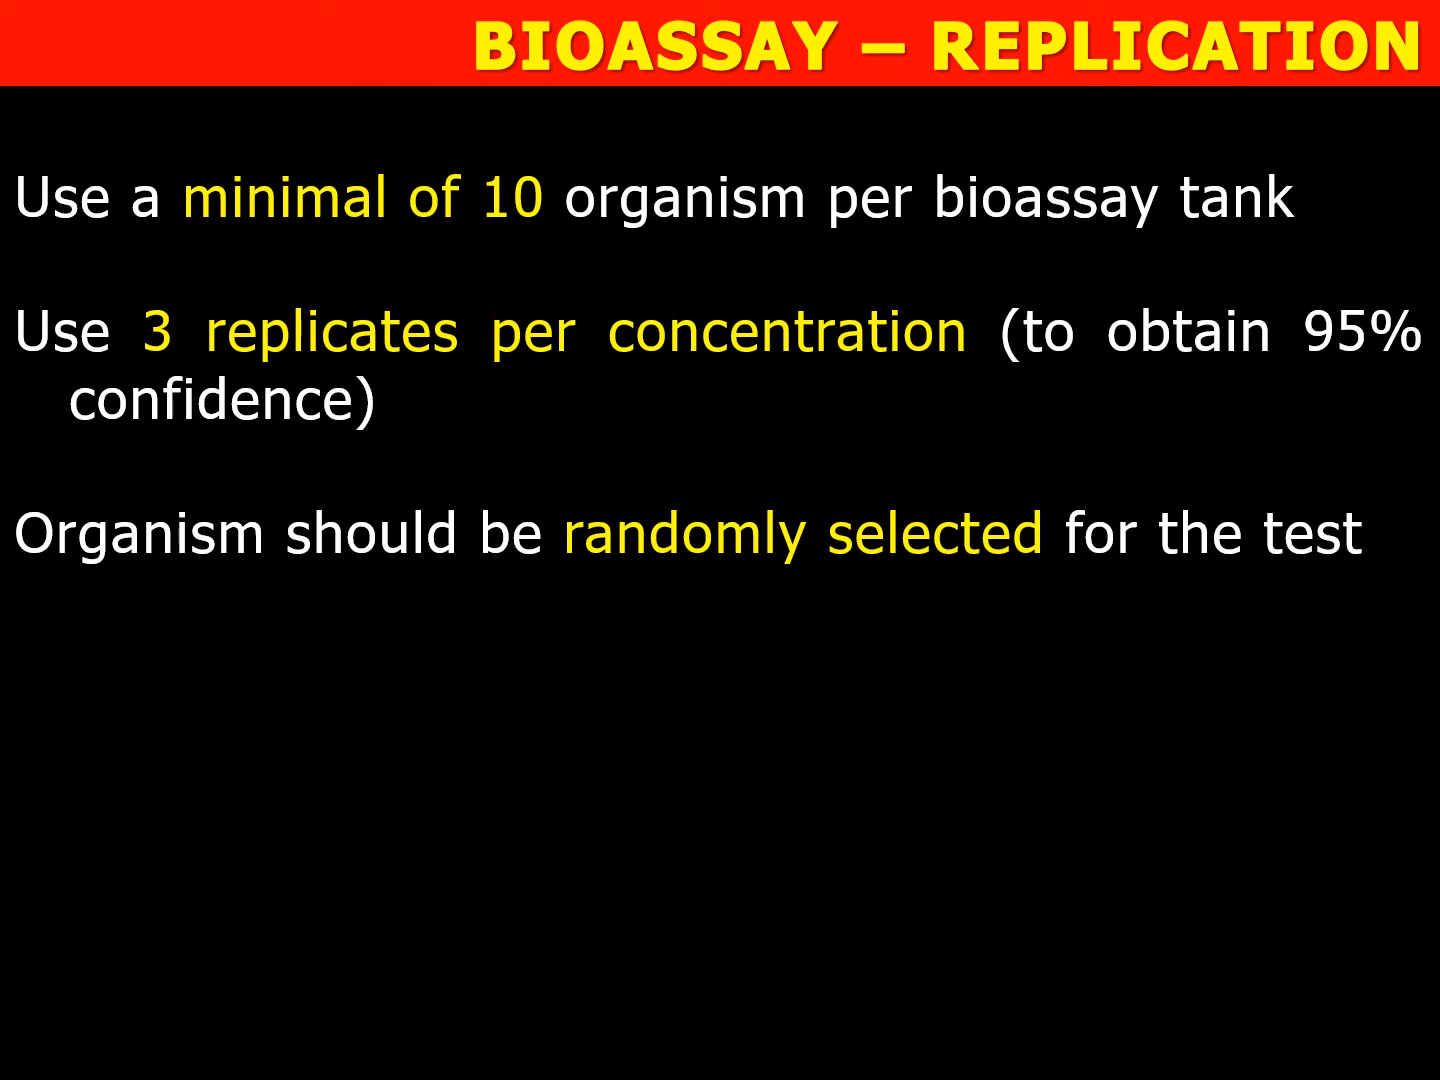 BIOASSAY – REPLICATION
Use a minimal of 10 organism per bioassay tank
Use 3 replicates per concentration (to obtain 95%
confidence)
Organism should be randomly selected for the test